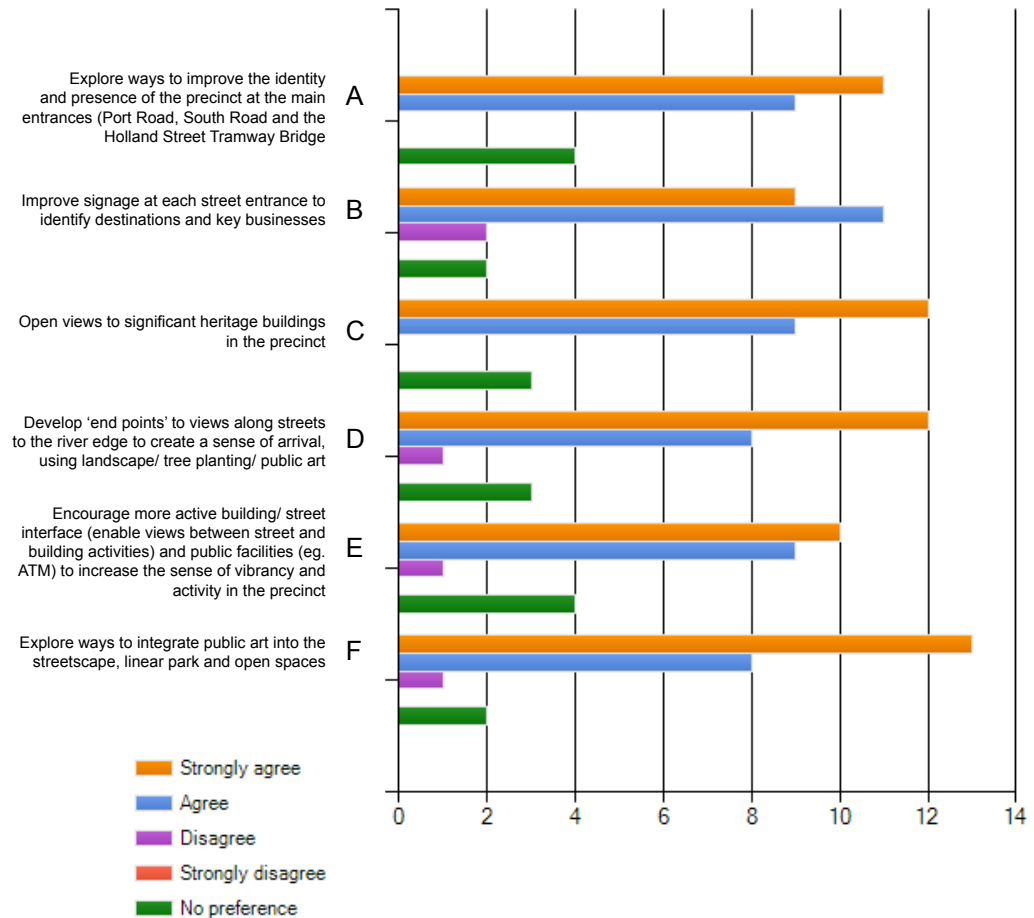 Explore ways to improve the identity
and presence of the precinct at the main
entrances (Port Road, South Road and the
Holland Street Tramway Bridge
A
Improve signage at each street entrance to
identify destinations and key businesses
B
Open views to significant heritage buildings
in the precinct
C
Develop ‘end points’ to views along streets
to the river edge to create a sense of arrival,
using landscape/ tree planting/ public art
D
Encourage more active building/ street
interface (enable views between street and
building activities) and public facilities (eg.
ATM) to increase the sense of vibrancy and
activity in the precinct
E
Explore ways to integrate public art into the
streetscape, linear park and open spaces
F
0 2 4 6 8 10 12 14
Strongly agree
Agree
Disagree
Strongly disagree
No preference